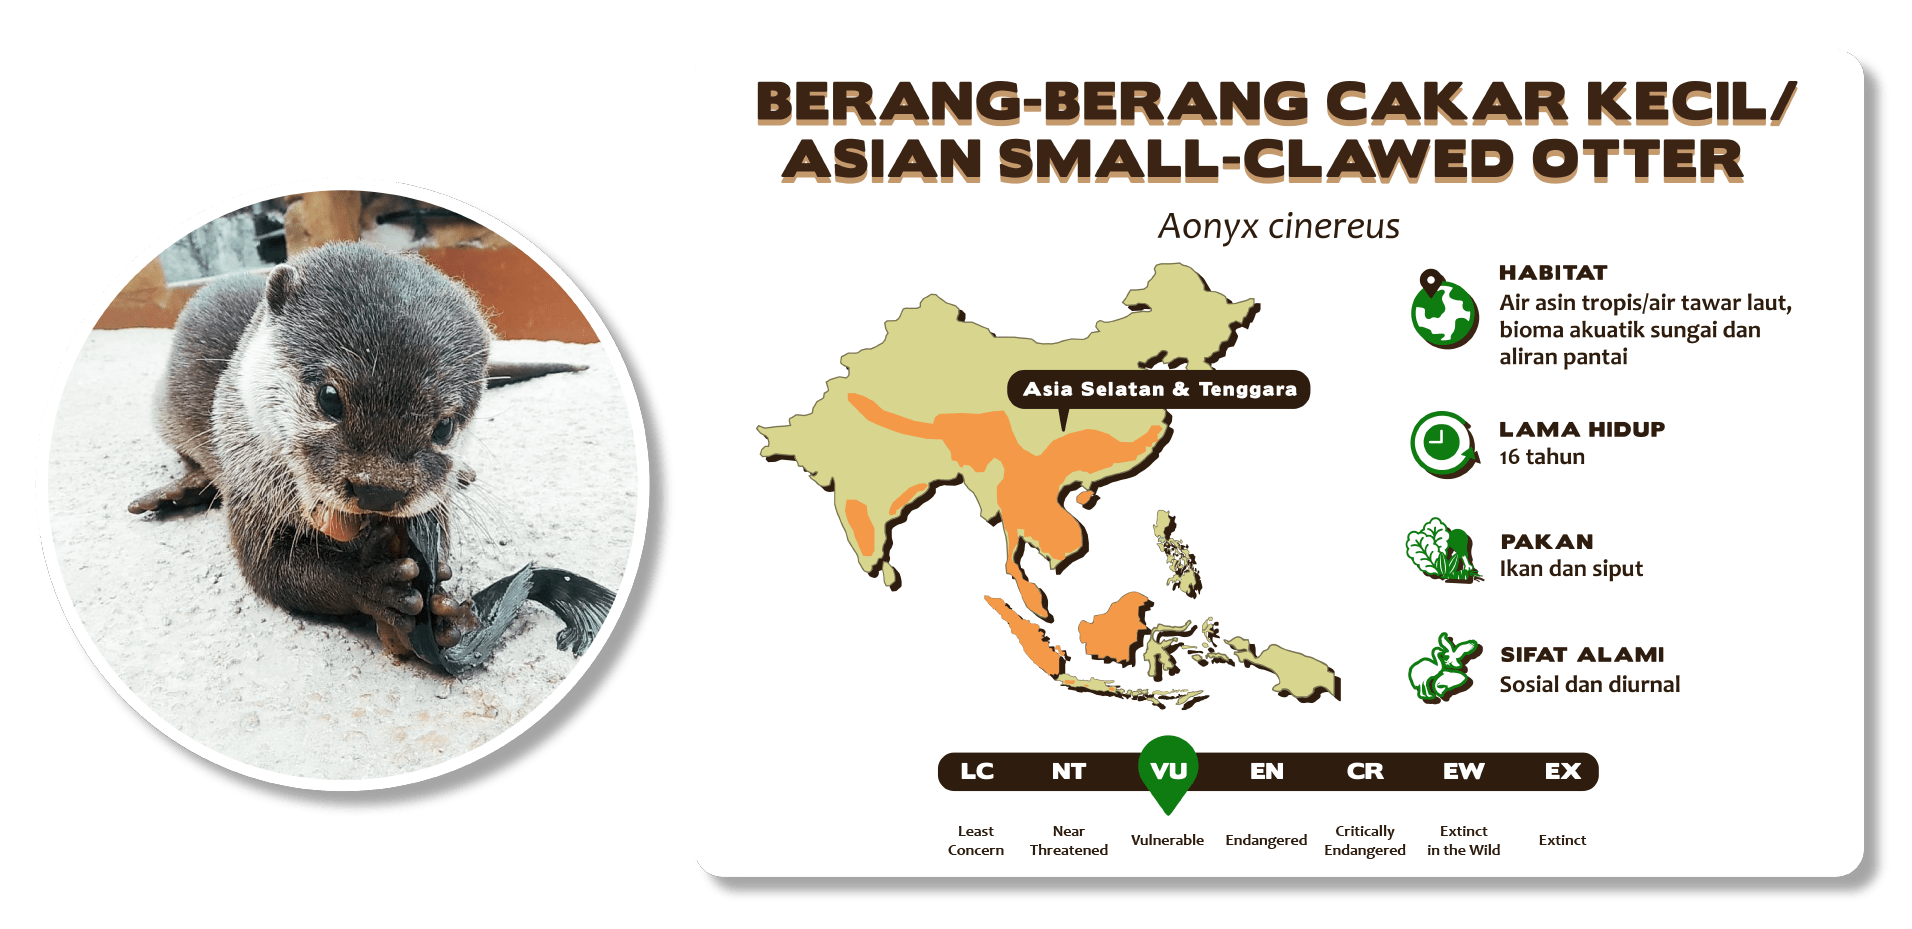 BERANG-BERANG CAKAR KECIL/
ASIAN SMALL-CLAWED OTTER
Aonyx cinereus
Asia Selatan & Tenggara
HABITAT
Air asin tropis/air tawar laut,
bioma akuatik sungai dan
aliran pantai
LAMA HIDUP
16 tahun
PAKAN
Ikan dan siput
SIFAT ALAMI
Sosial dan diurnal
LC NT VU EN CR EW EX
Least Concern
Near Threatened
Vulnerable
Endangered
Critically Endangered
Extinct in the Wild
Extinct